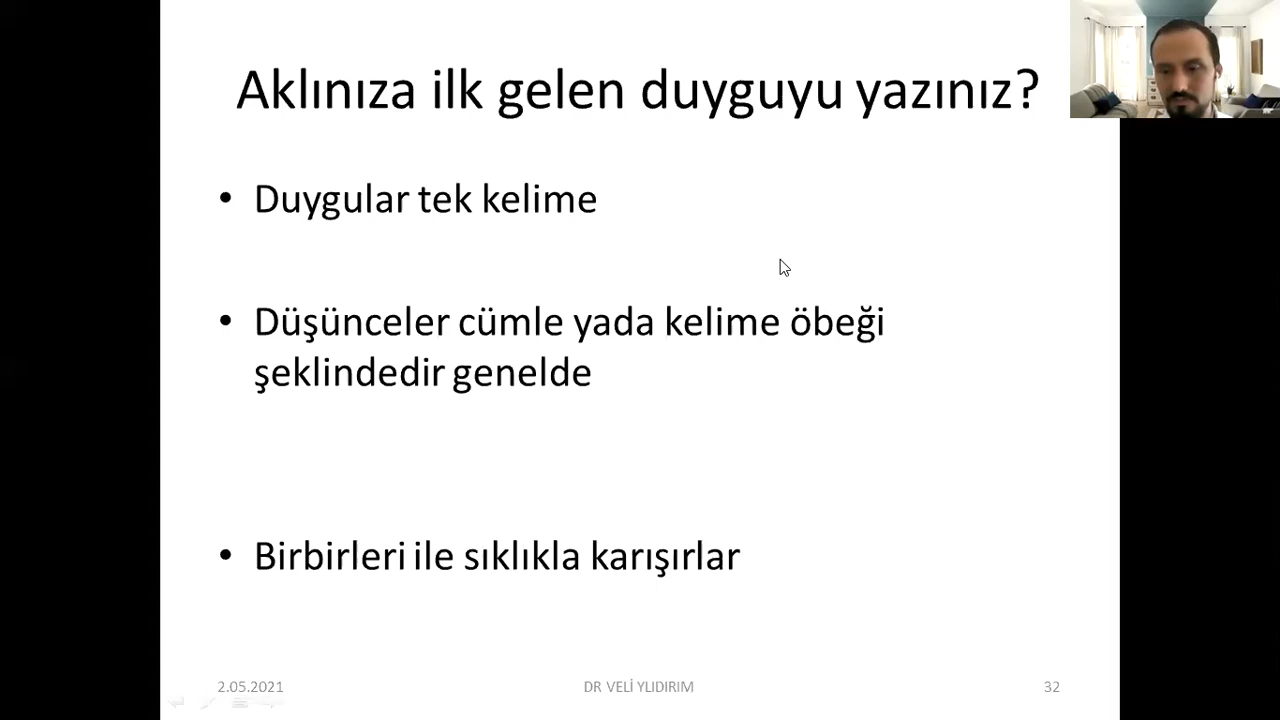 Aklınıza ilk gelen duyguyu yazınız?
• Duygular tek kelime
• Düşünceler cümle yada kelime öbeği
şeklindedir genelde
• Birbirleri ile sıklıkla karışırlar
2.05.2021
DR VELİ YLIDIRIM
32